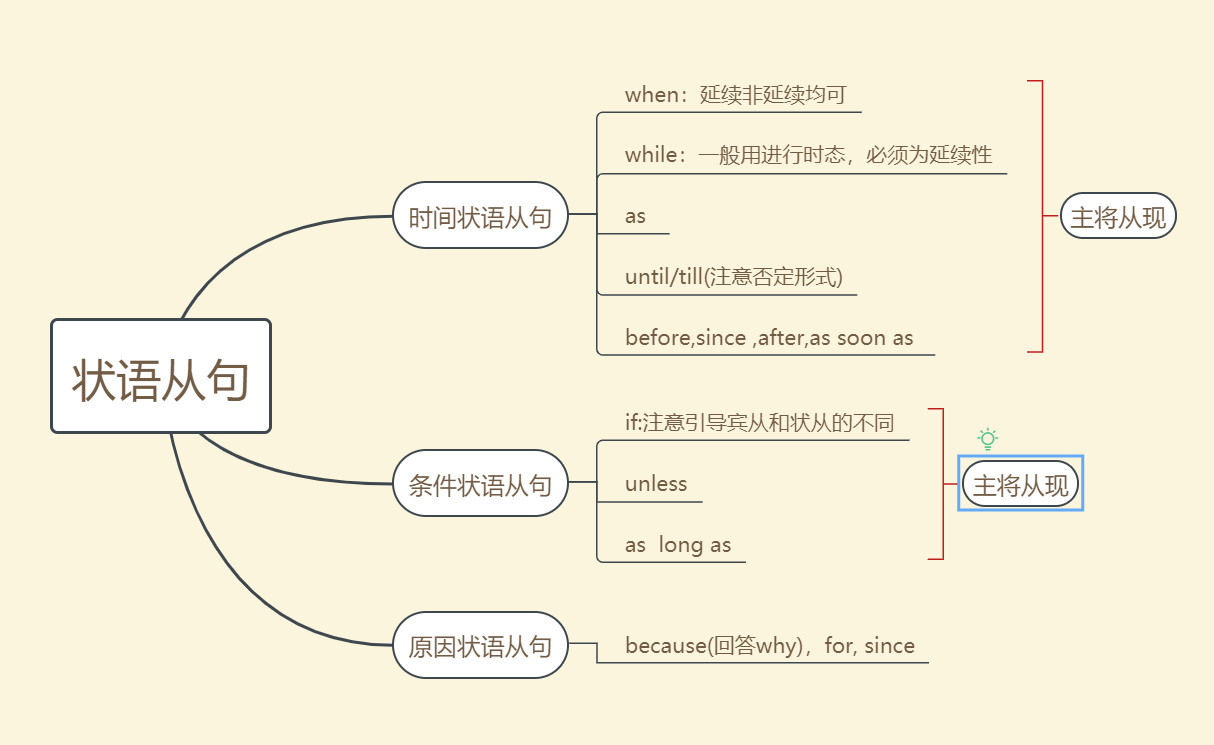 状语从句
时间状语从句
when：延续非延续均可
while：一般用进行时态，必须为延续性
as
until/till(注意否定形式)
before,since ,after,as soon as
主将从现
条件状语从句
if:注意引导宾从和状从的不同
unless
as  long as
主将从现
原因状语从句
because(回答why)，for, since